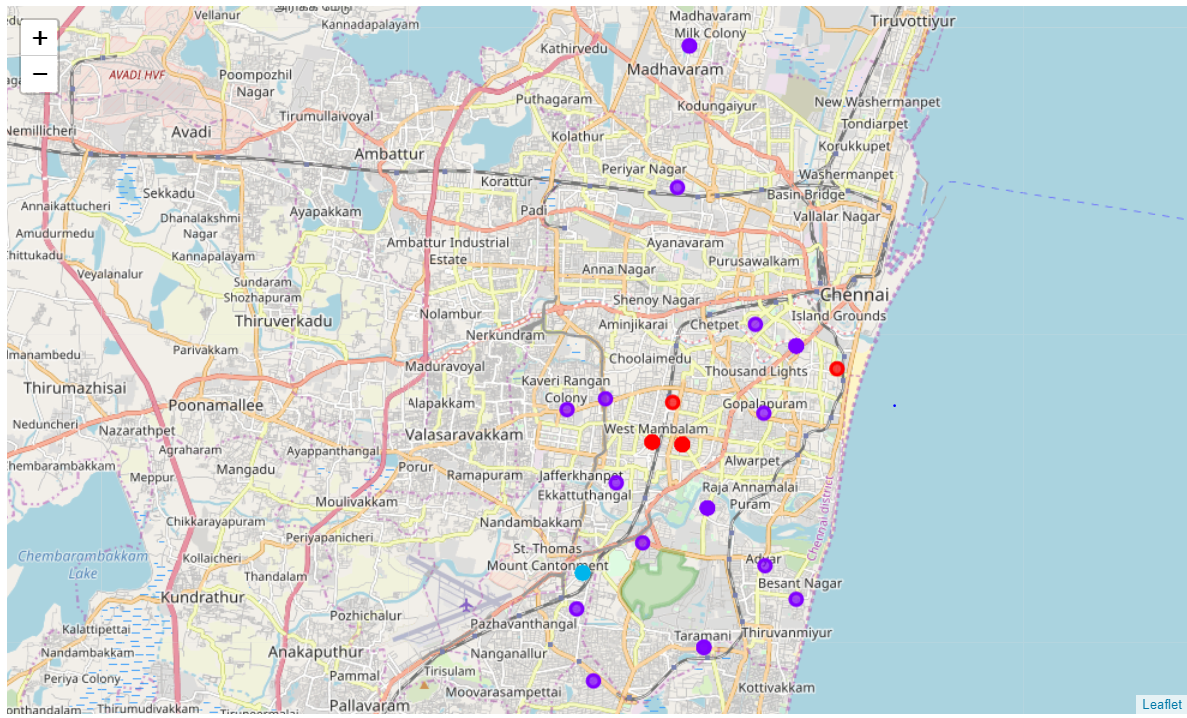 Vellanur
Kannadapalayam
Madhavaram
Milk Colony
Tiruvottiyur
+
−
AVADI HVF
Poompozhil
Nagar
Kathirvedu
Madhavaram
Puthagaram
Kodungaiyur
New Washermanpet
Tondiarpet
Nemillicheri
Avadi
Tirumullaivoyal
Kolathur
Korukkupet
Ambattur
Periyar Nagar
Washermanpet
Sekkadu
Korattur
Basin Bridge
Annaikattucheri
Dhanalakshmi
Nagar
Ayapakkam
Padi
Vallalar Nagar
Amudurmedu
Kannapalayam
Ambattur Industrial
Estate
Ayanavaram
Purusawalkam
Veyalanalur
Sundaram
Shozhapuram
Anna Nagar
Chennai
Island Grounds
Thiruverkadu
Nolambur
Shenoy Nagar
Nerkundram
Aminjikarai
Chetpet
Parivakkam
Maduravoyal
Choolaimedu
Thousand Lights
Thirumazhisai
Poonamallee
Kaveri Rangan
Colony
Alapakkam
Gopalapuram
Neduncheri
Nazarathpet
Valasaravakkam
West Mambalam
Agraharam
Ayappanthangal
Mangadu
Porur
Ramapuram
Jafferkhanpet
Ekkattuthangal
Alwarpet
Meppur
Moulivakkam
Raja Annamalai
Puram
Chikkarayapuram
Periyapanicheri
Nandambakkam
Chennai district
Chembarambakkam
Lake
Kollaicheri
Thandalam
St. Thomas
Mount Cantonment
Adyar
Besant Nagar
Kundrathur
Pozhichalur
Pazhavanthangal
Kalattipettai
Nandambakkam
Periya Colony
Anakaputhur
Pammal
Tirisulam
Nanganallur
Taramani
Thiruvanmiyur
Moovarasampettai
Kottivakkam
Thirumudivakkam
Pallavaram
Leaflet